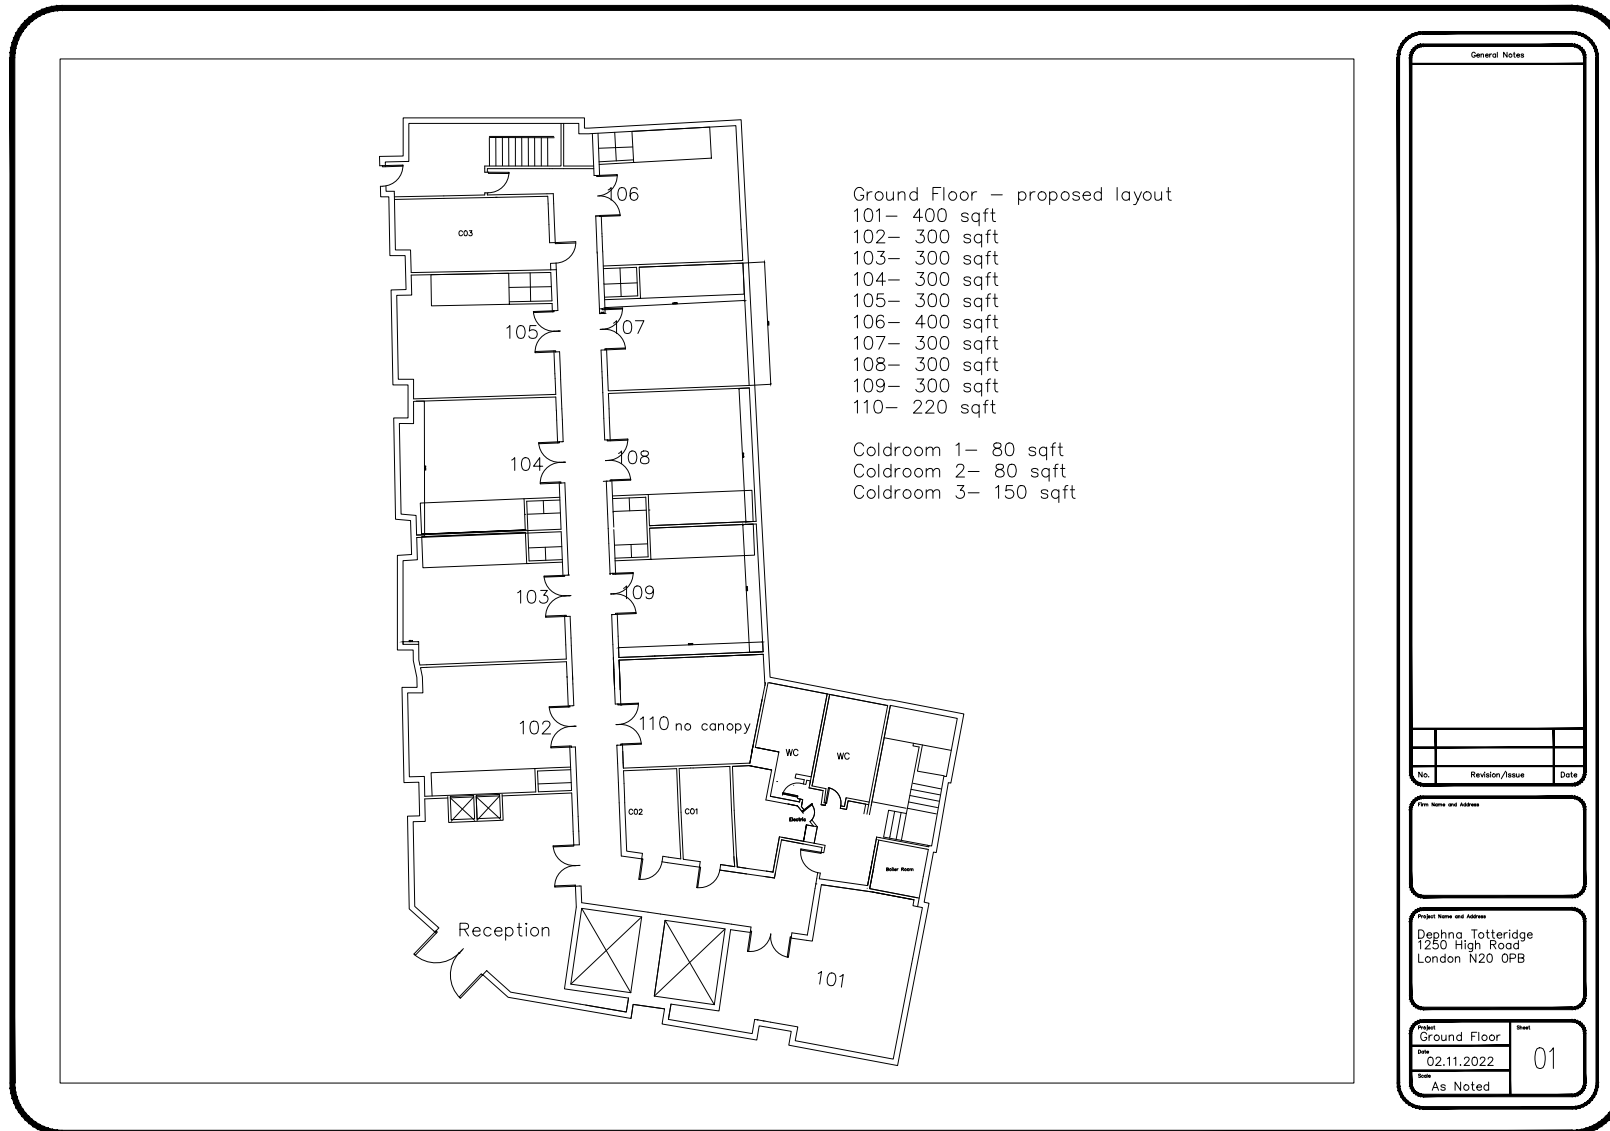 General Notes
106
Ground Floor – proposed layout
101– 400 sqft
102– 300 sqft
103– 300 sqft
104– 300 sqft
105– 300 sqft
106– 400 sqft
107– 300 sqft
108– 300 sqft
109– 300 sqft
110– 220 sqft
Coldroom 1– 80 sqft
Coldroom 2– 80 sqft
Coldroom 3– 150 sqft
C03
105
107
104
108
103
109
102
110 no canopy
WC
WC
C02
C01
Electric
Boiler Room
Reception
101
No.
Revision/Issue
Date
Firm Name and Address
Project Name and Address
Dephna Totteridge
1250 High Road
London N20 0PB
Project
Ground Floor
Date
02.11.2022
Scale
As Noted
Sheet
01